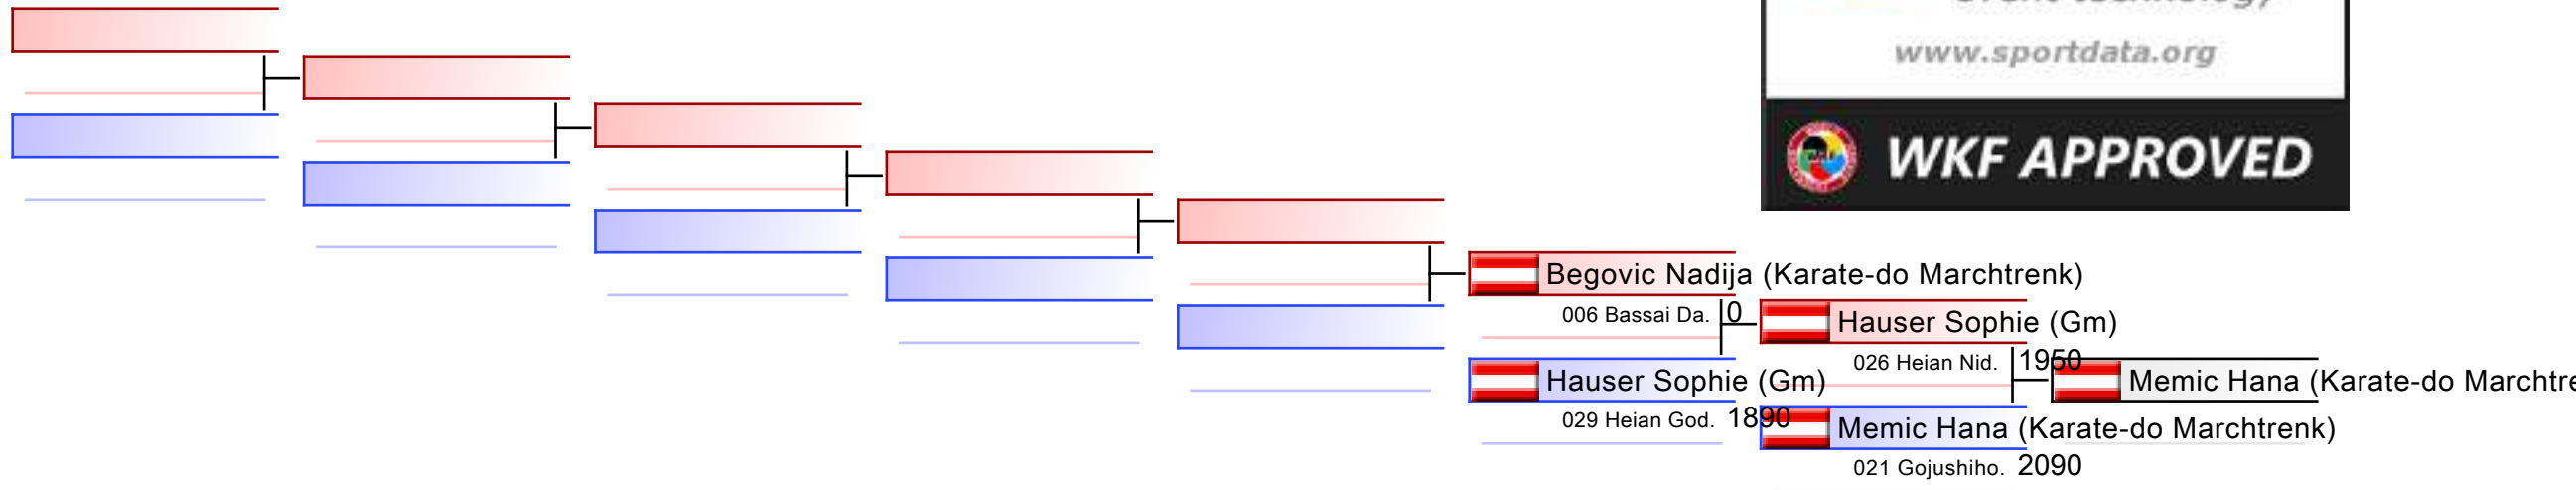 event technology
www.sportdata.org
WKF APPROVED
Begovic Nadija (Karate-do Marchtrenk)
006 Bassai Da. 0
Hauser Sophie (Gm)
029 Heian God. 1890
Hauser Sophie (Gm)
026 Heian Nid. 1950
Memic Hana (Karate-do Marchtrenk)
021 Gojushiho. 2090
Memic Hana (Karate-do Marchtre